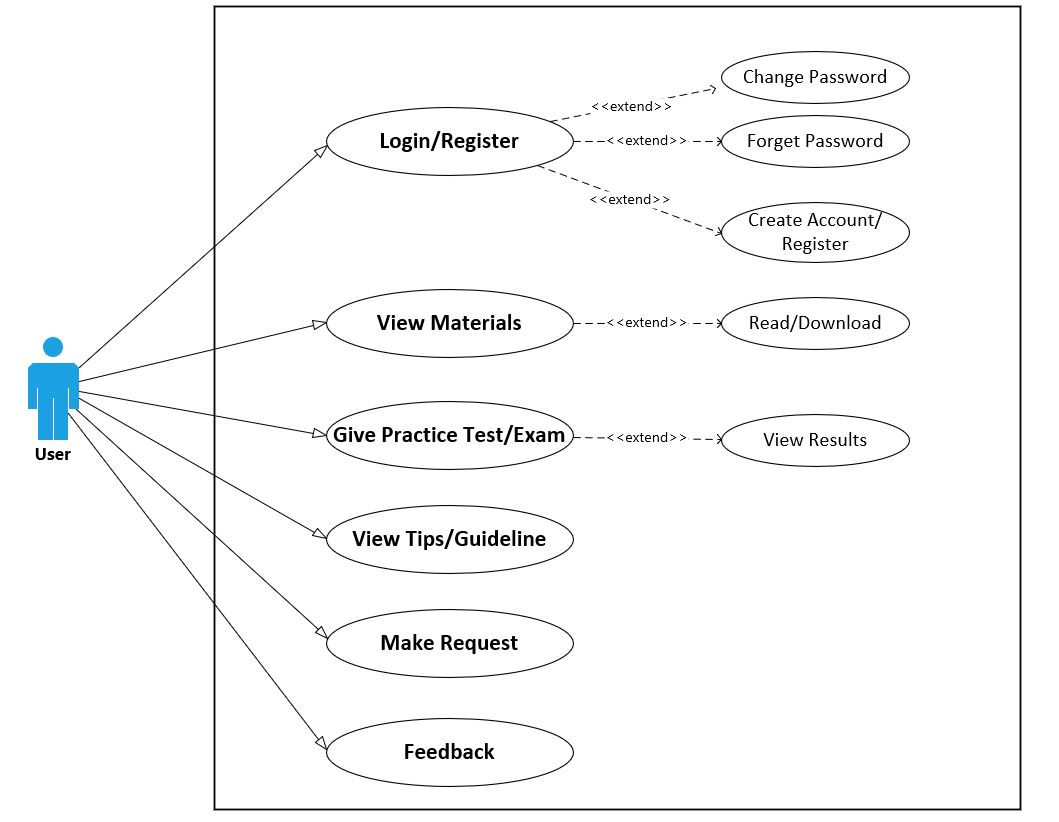 Change Password
<<extend>>
Login/Register
<<extend>>
Forget Password
<<extend>>
Create Account/
Register
View Materials
<<extend>>
Read/Download
User
Give Practice Test/Exam
<<extend>>
View Results
View Tips/Guideline
Make Request
Feedback